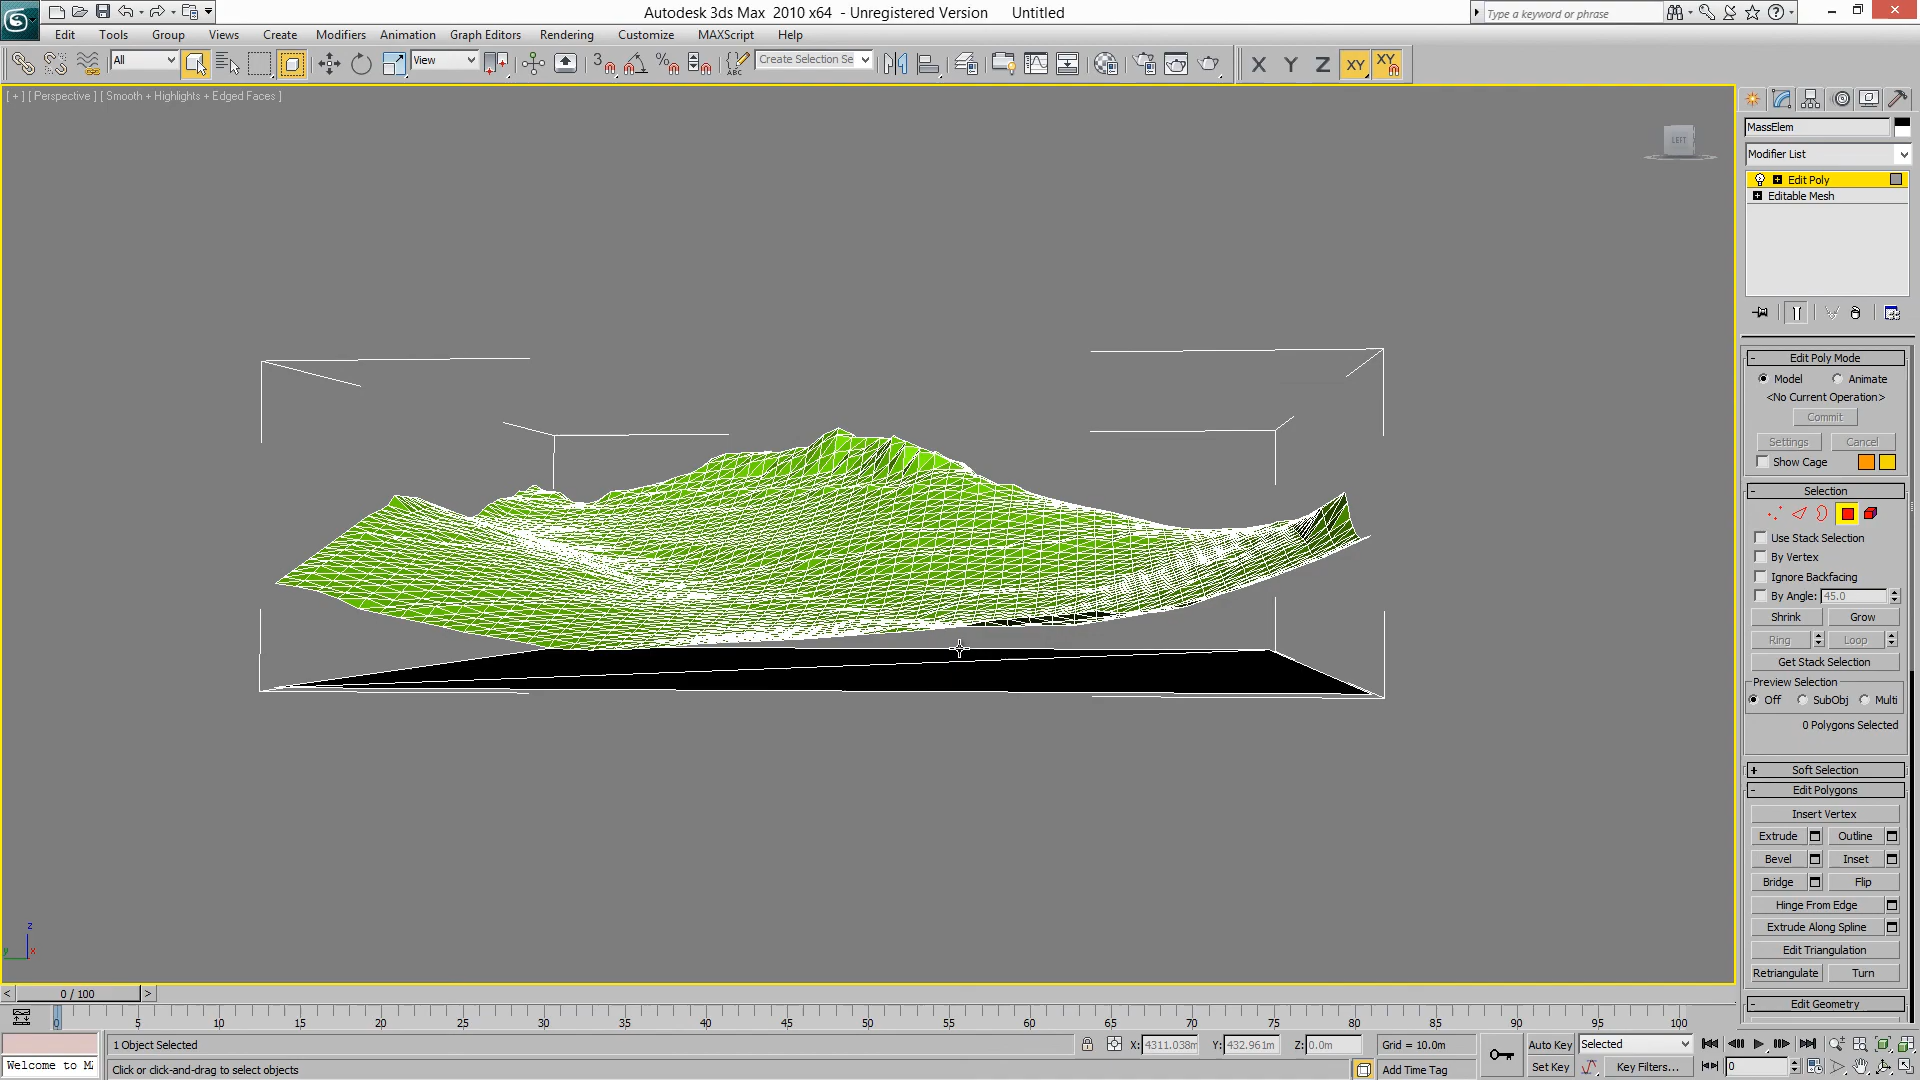 Autodesk 3ds Max 2010 x64 - Unregistered Version Untitled
Type a keyword or phrase
Edit Tools Group Views Create Modifiers Animation Graph Editors Rendering Customize MAXScript Help
All View 3 ABC Create Selection Se X Y Z XY XY
[ + ] [ Perspective ] [ Smooth + Highlights + Edged Faces ]
LEFT
MassElem
Modifier List
Edit Poly
Editable Mesh
- Edit Poly Mode
Model Animate
<No Current Operation>
Commit
Settings Cancel
Show Cage
- Selection
Use Stack Selection
By Vertex
Ignore Backfacing
By Angle: 45.0
Shrink Grow
Ring Loop
Get Stack Selection
Preview Selection
Off SubObj Multi
0 Polygons Selected
+ Soft Selection
- Edit Polygons
Insert Vertex
Extrude Outline
Bevel Inset
Bridge Flip
Hinge From Edge
Extrude Along Spline
Edit Triangulation
Retriangulate Turn
- Edit Geometry
z
y x
< 0 / 100 >
0 5 10 15 20 25 30 35 40 45 50 55 60 65 70 75 80 85 90 95 100
1 Object Selected X: 4311.038m Y: 432.961m Z: 0.0m Grid = 10.0m Auto Key Selected
Welcome to MA Click or click-and-drag to select objects Add Time Tag Set Key Key Filters... 0